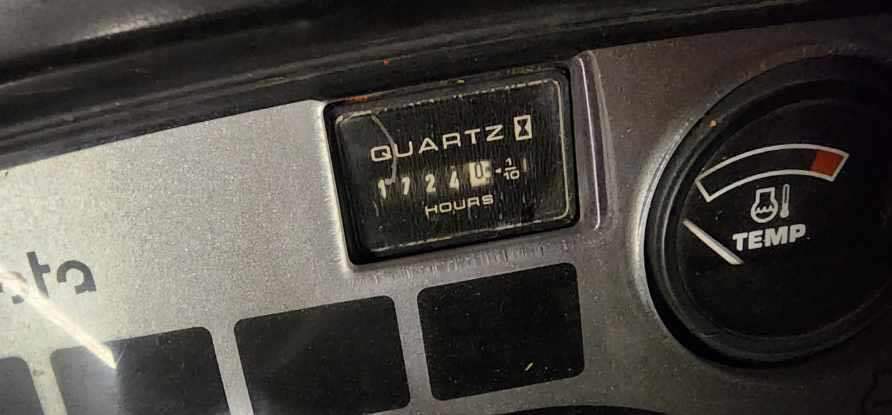 QUARTZ
1 7 2 4 1/10
HOURS
TEMP